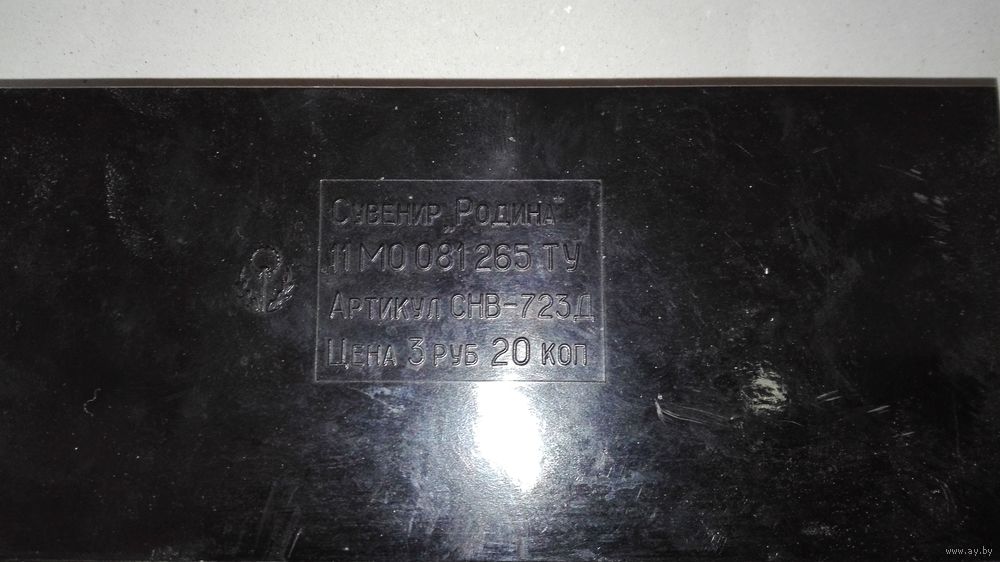 Сувенир „Родина"
11 МО 081 265 ТУ
Артикул СНВ-723Д
Цена 3 руб 20 коп
www.ay.by